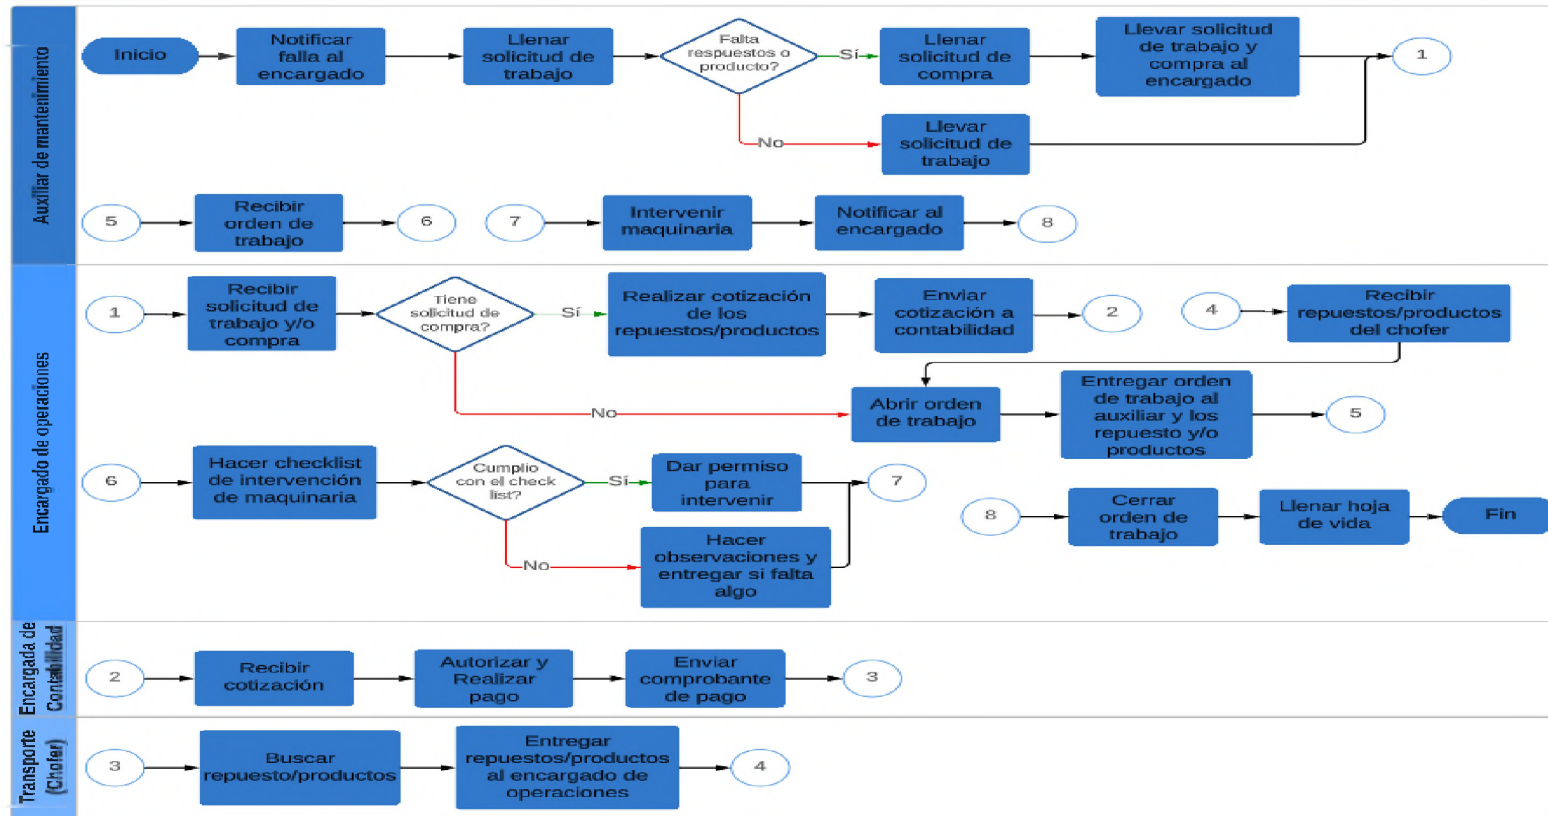 Auxiliar de mantenimiento
Inicio
Notificar
falla al
encargado
Llenar
solicitud de
trabajo
Falta
respuestos o
producto?
Sí
Llenar
solicitud de
compra
Llevar solicitud
de trabajo y
compra al
encargado
1
No
Llevar
solicitud de
trabajo
5
Recibir
orden de
trabajo
6
7
Intervenir
maquinaria
Notificar al
encargado
8
Encargado de operaciones
1
Recibir
solicitud de
trabajo y/o
compra
Tiene
solicitud de
compra?
Sí
Realizar cotización
de los
repuestos/productos
Enviar
cotización a
contabilidad
2
4
Recibir
repuestos/productos
del chofer
No
Abrir orden
de trabajo
Entregar orden
de trabajo al
auxiliar y los
repuesto y/o
productos
5
6
Hacer checklist
de intervención
de maquinaria
Cumplio
con el check
list?
Sí
Dar permiso
para
intervenir
7
No
Hacer
observaciones y
entregar si falta
algo
8
Cerrar
orden de
trabajo
Llenar hoja
de vida
Fin
Encargada de
Contabilidad
2
Recibir
cotización
Autorizar y
Realizar
pago
Enviar
comprobante
de pago
3
Transporte
(Chofer)
3
Buscar
repuesto/productos
Entregar
repuestos/productos
al encargado de
operaciones
4